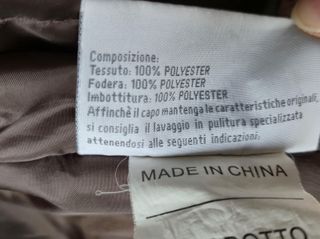 Composizione:
Tessuto: 100% POLYESTER
Fodera: 100% POLYESTER
Imbottitura: 100% POLYESTER
Affinchè il capo mantenga le caratteristiche originali,
si consiglia il lavaggio in pulitura specializzata
attenendosi alle seguenti indicazioni:
MADE IN CHINA